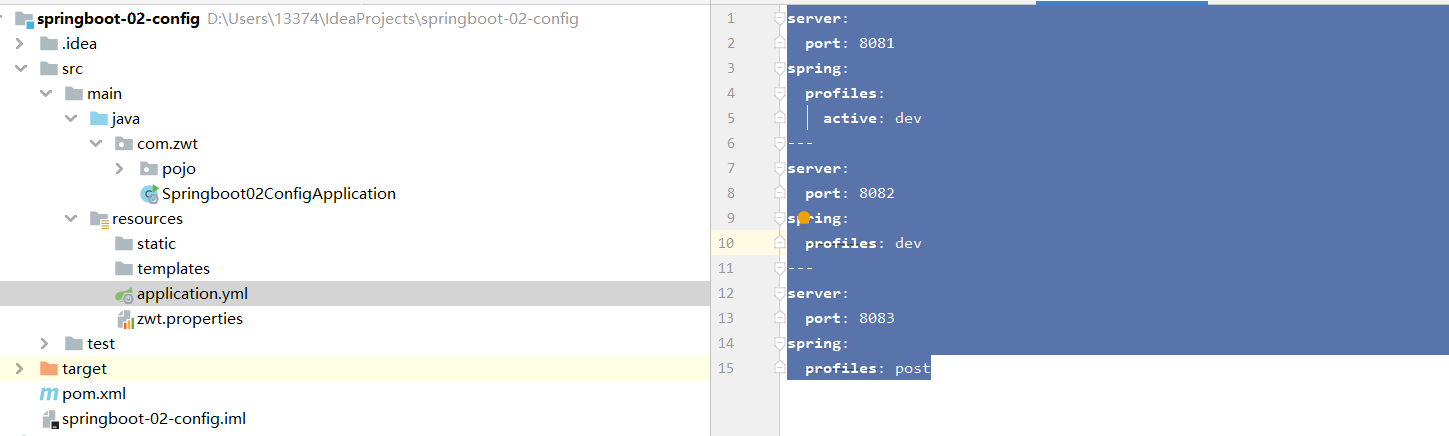 springboot-02-config D:\Users\13374\IdeaProjects\springboot-02-config
.idea
src
main
java
com.zwt
pojo
Springboot02ConfigApplication
resources
static
templates
application.yml
zwt.properties
test
target
pom.xml
springboot-02-config.iml
1 server:
2   port: 8081
3 spring:
4   profiles:
5     active: dev
6 ---
7 server:
8   port: 8082
9 spring:
10   profiles: dev
11 ---
12 server:
13   port: 8083
14 spring:
15   profiles: post